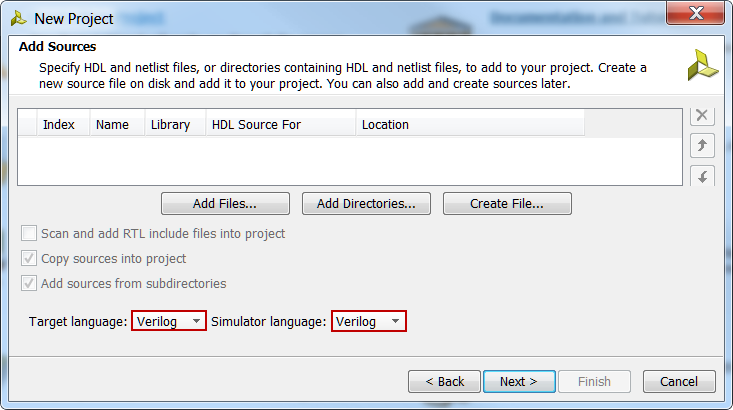 New Project
Add Sources
Specify HDL and netlist files, or directories containing HDL and netlist files, to add to your project. Create a
new source file on disk and add it to your project. You can also add and create sources later.
Index Name Library HDL Source For Location
Add Files... Add Directories... Create File...
Scan and add RTL include files into project
Copy sources into project
Add sources from subdirectories
Target language: Verilog Simulator language: Verilog
< Back Next > Finish Cancel